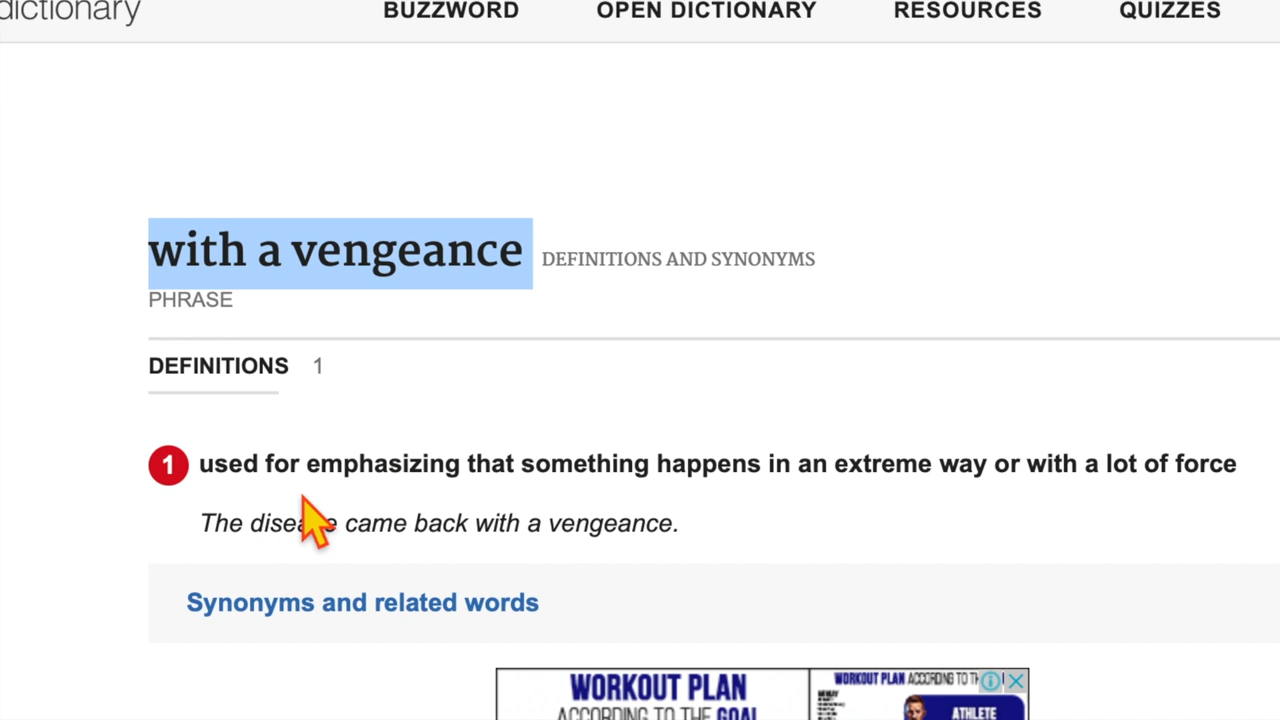 dictionary BUZZWORD OPEN DICTIONARY RESOURCES QUIZZES
with a vengeance DEFINITIONS AND SYNONYMS
PHRASE
DEFINITIONS 1
1 used for emphasizing that something happens in an extreme way or with a lot of force
The disease came back with a vengeance.
Synonyms and related words
WORKOUT PLAN
ACCORDING TO THE GOAL
WORKOUT PLAN ACCORDING TO
ATHLETE